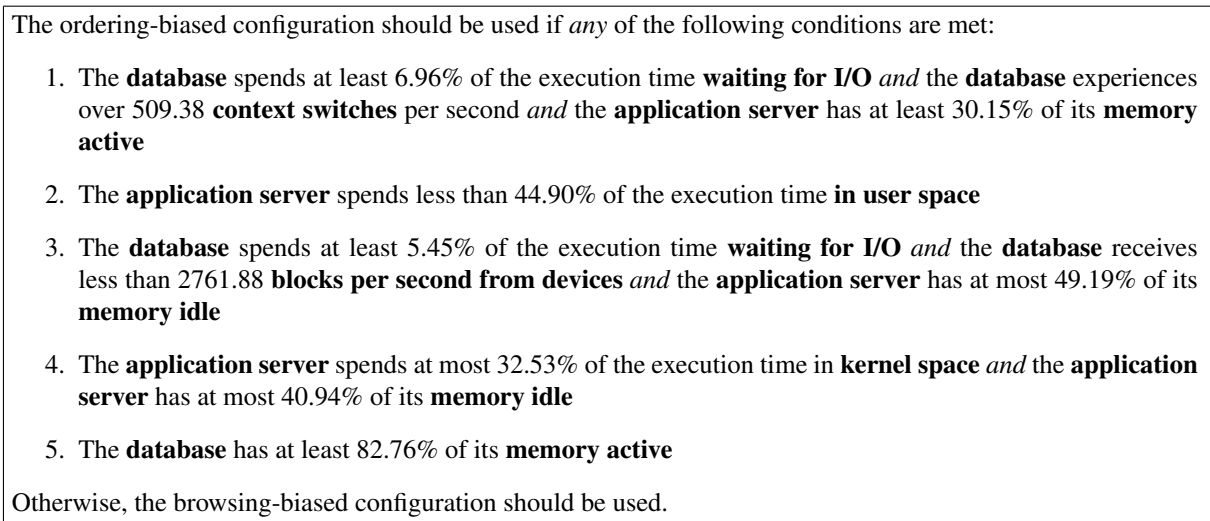 The ordering-biased configuration should be used if any of the following conditions are met:
1. The database spends at least 6.96% of the execution time waiting for I/O and the database experiences
over 509.38 context switches per second and the application server has at least 30.15% of its memory
active
2. The application server spends less than 44.90% of the execution time in user space
3. The database spends at least 5.45% of the execution time waiting for I/O and the database receives
less than 2761.88 blocks per second from devices and the application server has at most 49.19% of its
memory idle
4. The application server spends at most 32.53% of the execution time in kernel space and the application
server has at most 40.94% of its memory idle
5. The database has at least 82.76% of its memory active
Otherwise, the browsing-biased configuration should be used.